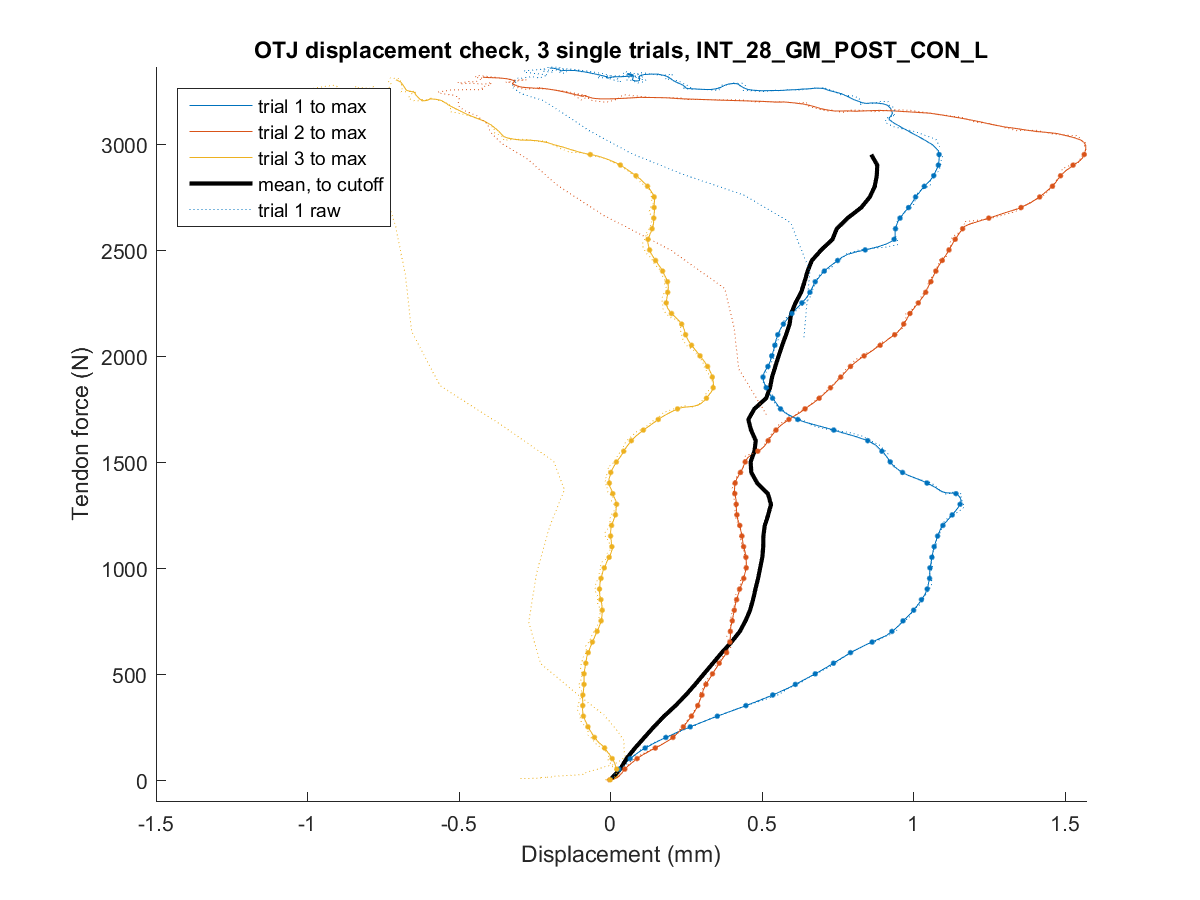 OTJ displacement check, 3 single trials, INT_28_GM_POST_CON_L
trial 1 to max
trial 2 to max
trial 3 to max
mean, to cutoff
trial 1 raw
Tendon force (N)
3000
2500
2000
1500
1000
500
0
-1.5
-1
-0.5
0
0.5
1
1.5
Displacement (mm)